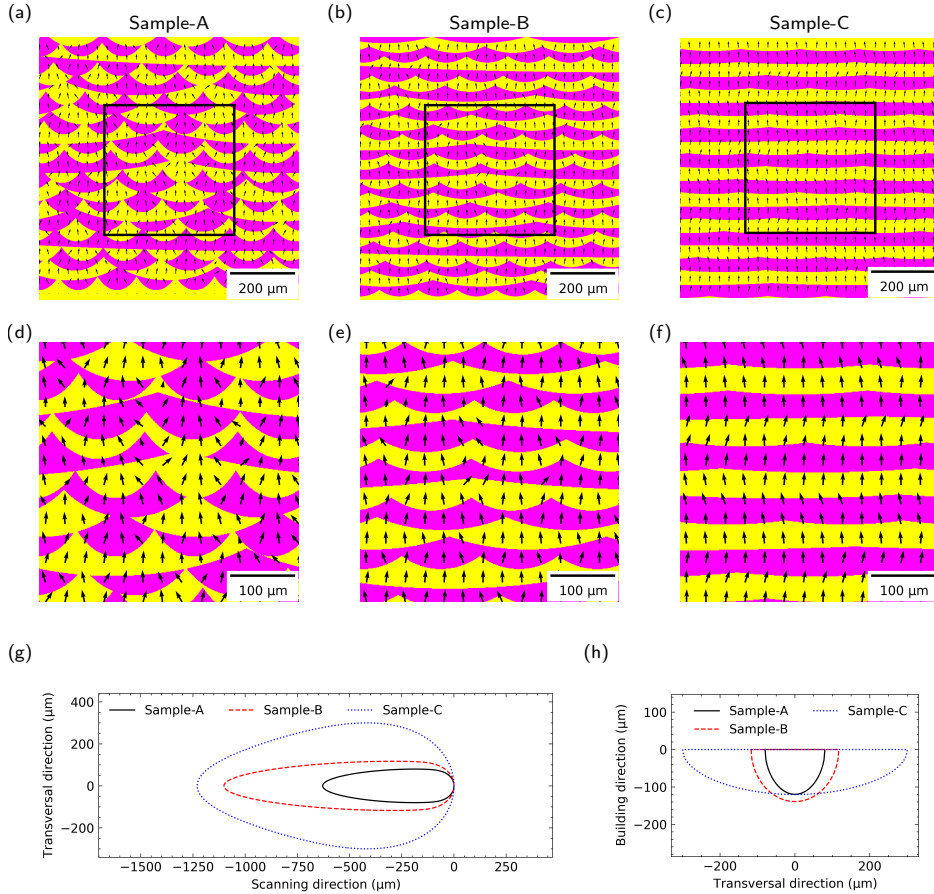 (a)
Sample-A
(b)
Sample-B
(c)
Sample-C
200 µm
200 µm
200 µm
(d)
(e)
(f)
100 µm
100 µm
100 µm
(g)
Transversal direction (µm)
400
200
0
−200
Sample-A
Sample-B
Sample-C
−1500
−1250
−1000
−750
−500
−250
0
250
Scanning direction (µm)
(h)
Building direction (µm)
100
0
−100
−200
Sample-A
Sample-B
Sample-C
−200
0
200
Transversal direction (µm)